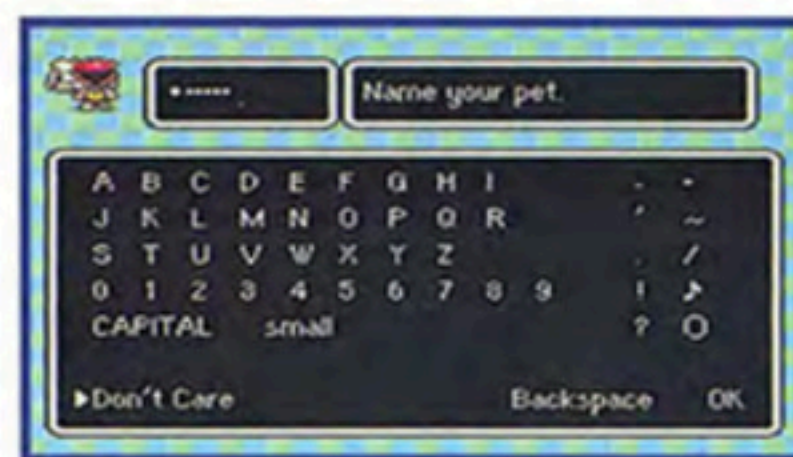 •-----. Name your pet.
A B C D E F G H I - -
J K L M N O P Q R ' ~
S T U V W X Y Z . /
0 1 2 3 4 5 6 7 8 9 ! ♪
CAPITAL small ? O
▶Don't Care Backspace OK